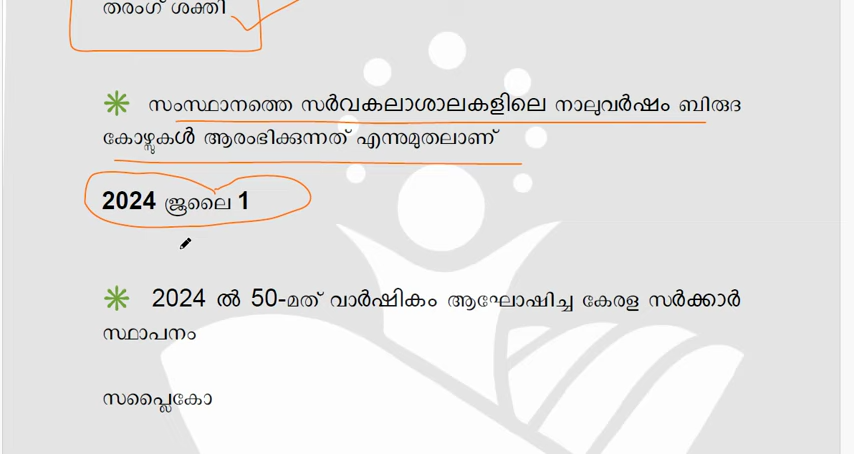 തരംഗ് ശക്തി
സംസ്ഥാനത്തെ സർവകലാശാലകളിലെ നാലുവർഷം ബിരുദ
കോഴ്സുകൾ ആരംഭിക്കുന്നത് എന്നുമുതലാണ്
2024 ജൂലൈ 1
2024 ൽ 50-മത് വാർഷികം ആഘോഷിച്ച കേരള സർക്കാർ
സ്ഥാപനം
സപ്ലൈകോ